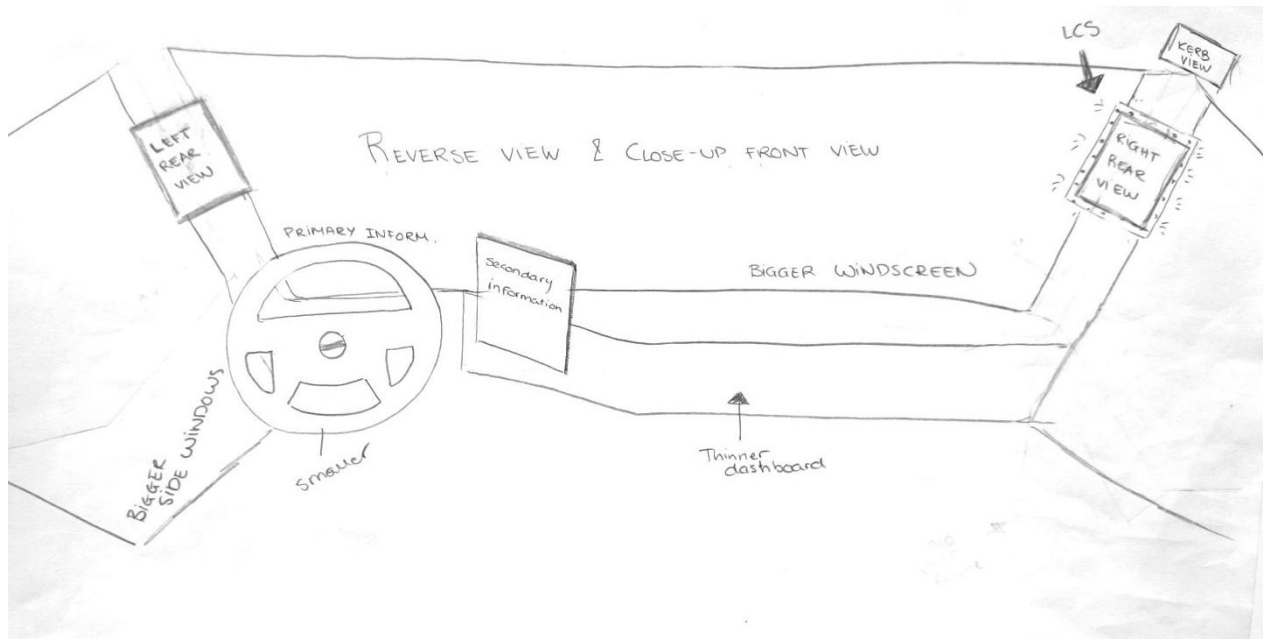 LCS
KERB
VIEW
LEFT
REAR
VIEW
REVERSE VIEW & CLOSE-UP FRONT VIEW
RIGHT
REAR
VIEW
PRIMARY INFORM.
Secondary
information
BIGGER WINDSCREEN
BIGGER
SIDE WINDOWS
smaller
Thinner
dashboard